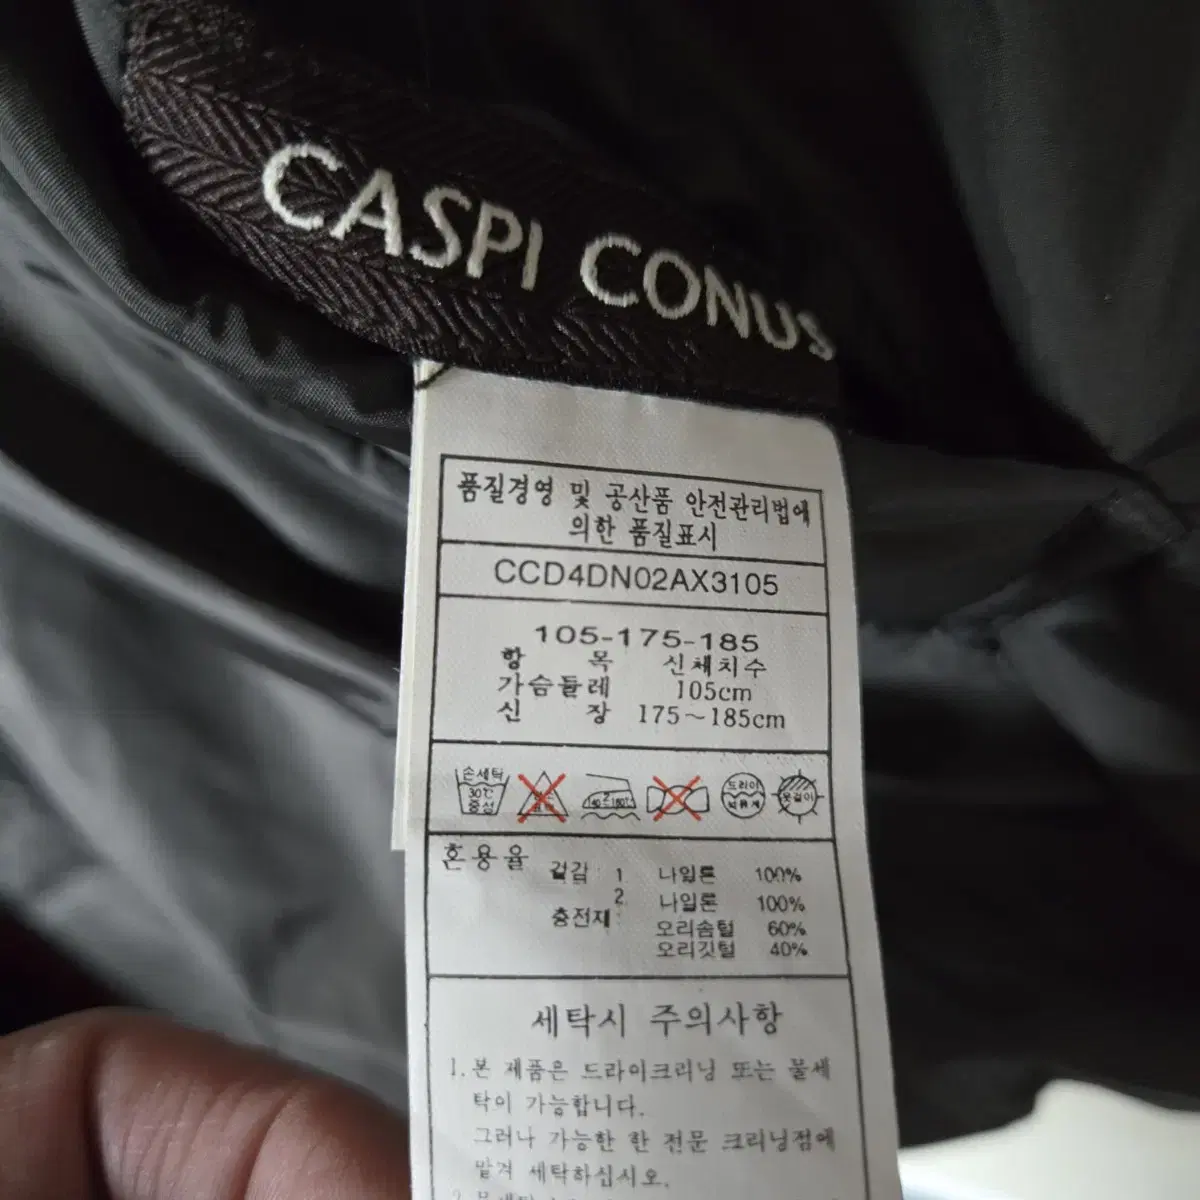 CASPI CONUS
품질경영 및 공산품 안전관리법에
의한 품질표시
CCD4DN02AX3105
105-175-185
항 목 신체치수
가슴둘레 105cm
신 장 175~185cm
손세탁 드라이
30℃ 140~160℃ 석유계 옷걸이
중성
혼용율 겉감 1 나일론 100%
2 나일론 100%
충전재 오리솜털 60%
오리깃털 40%
세탁시 주의사항
1. 본 제품은 드라이크리닝 또는 물세
탁이 가능합니다.
그러나 가능한 한 전문 크리닝점에
맡겨 세탁하십시오.